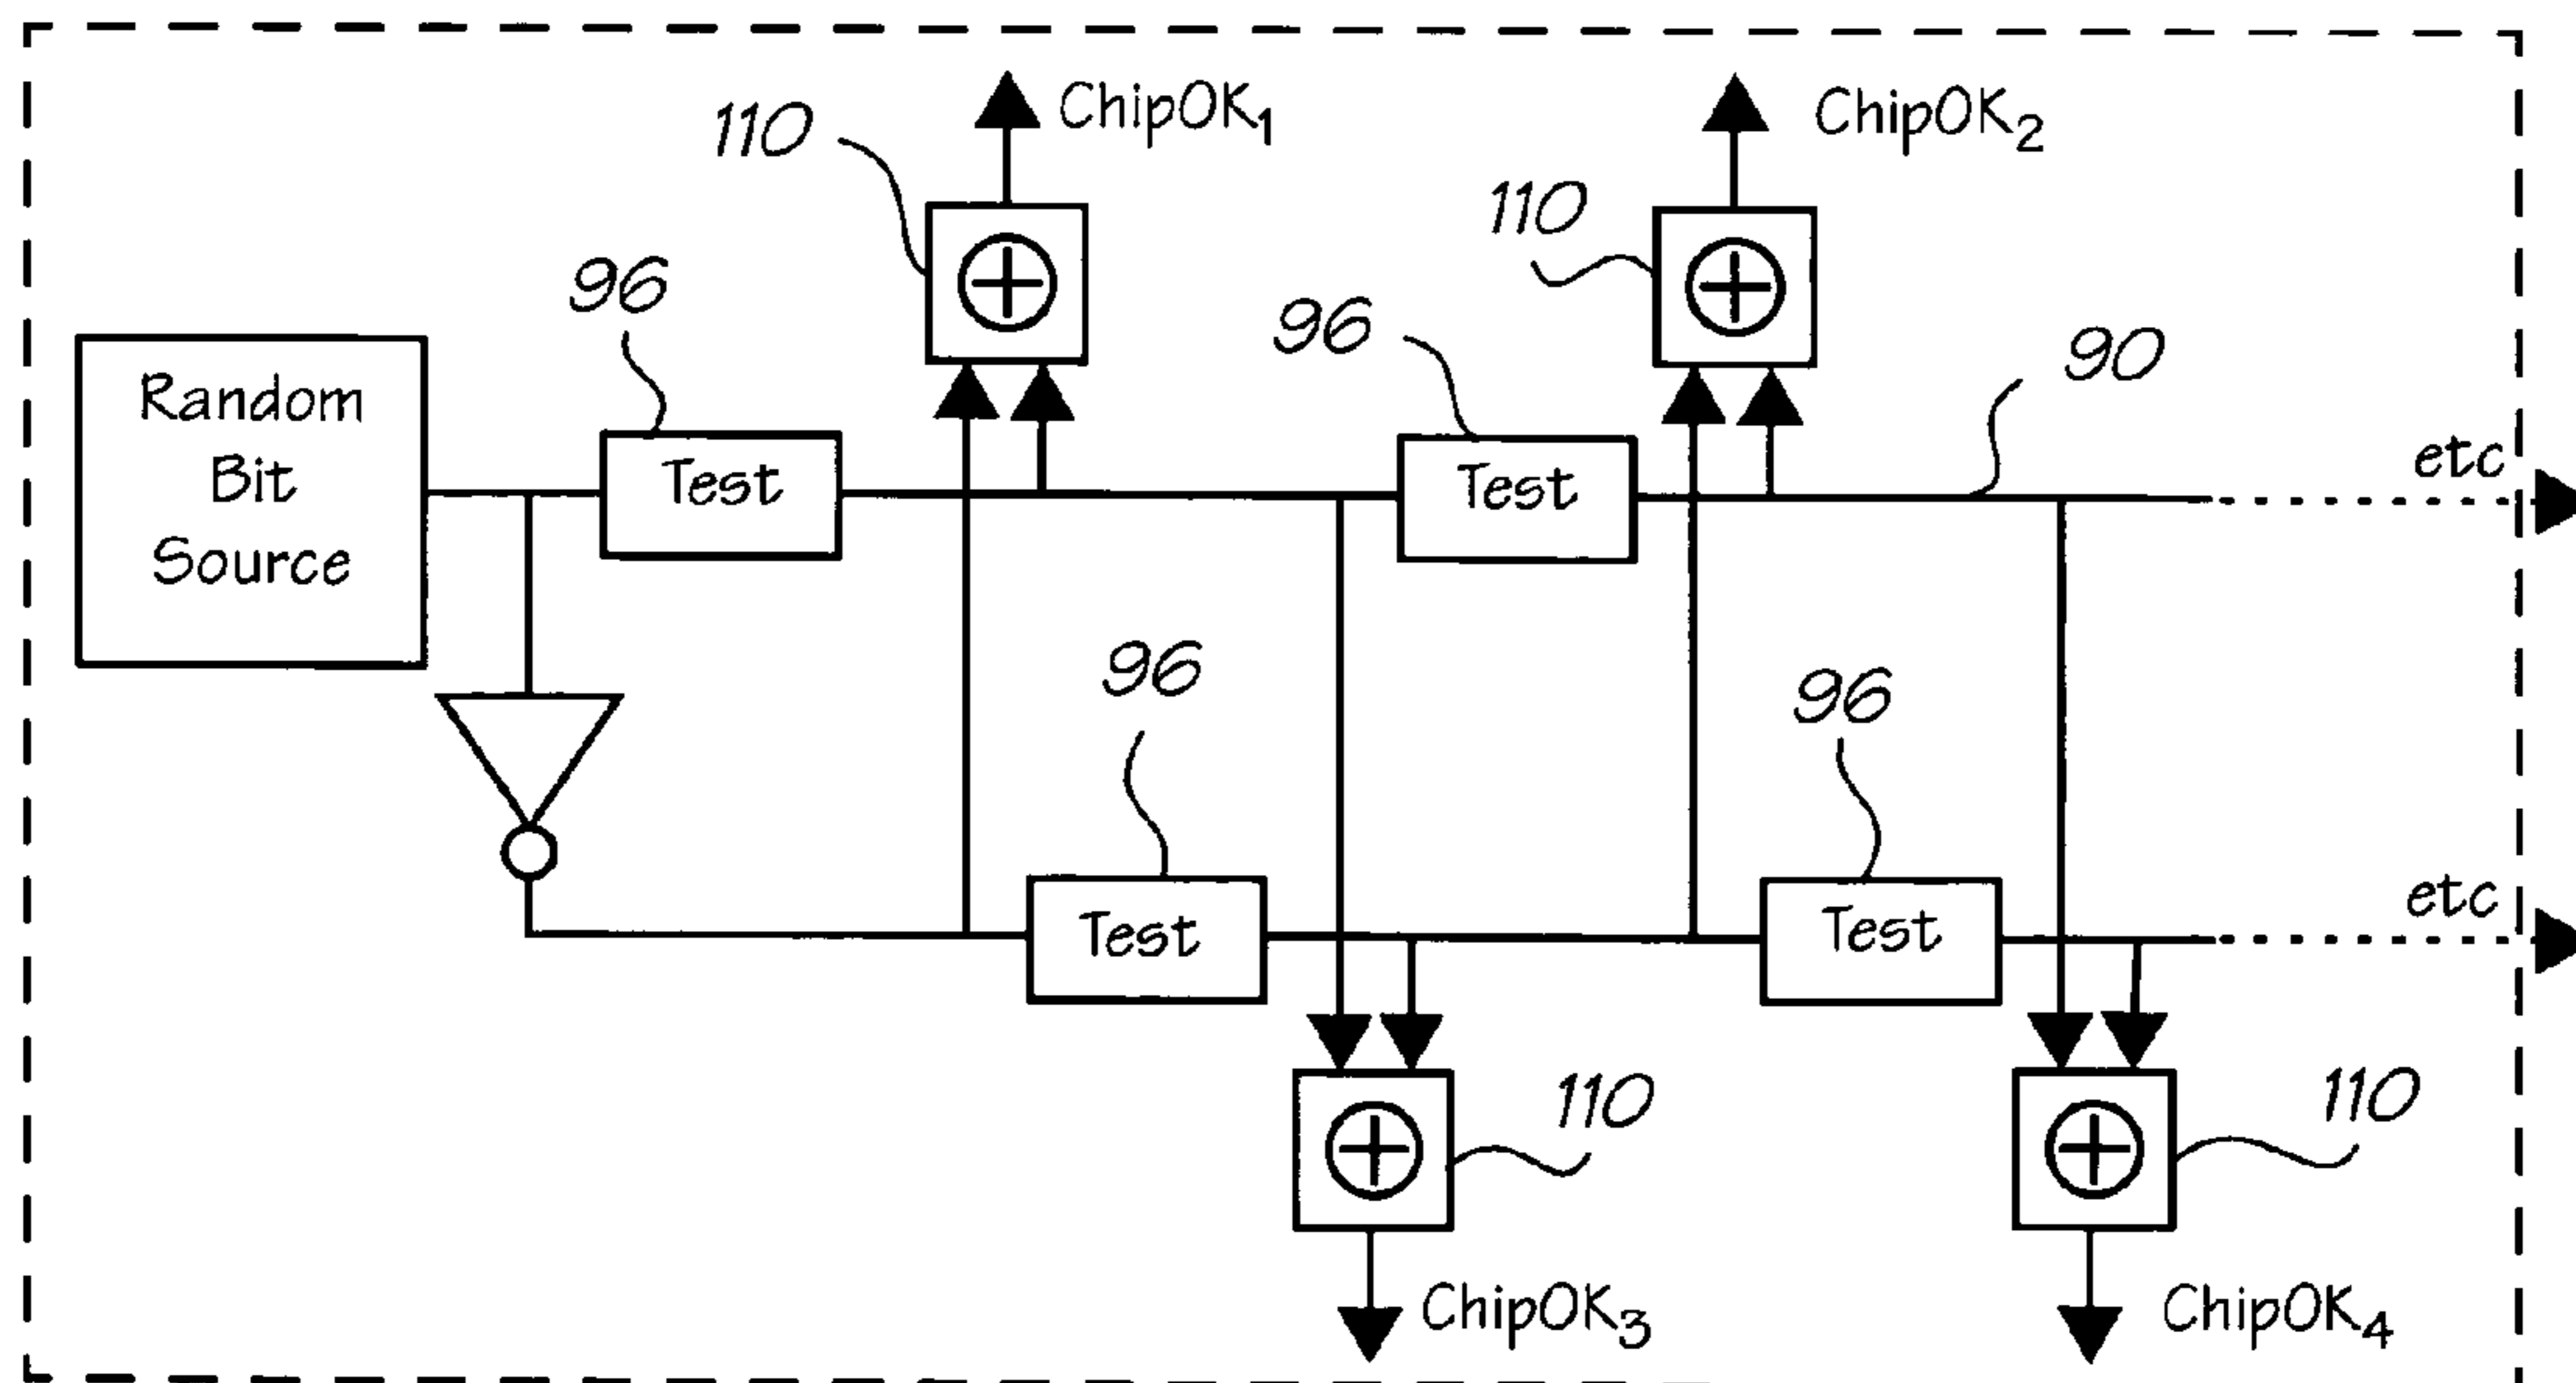 ChipOK1
ChipOK2
110
110
96
96
90
Random
Bit
Source
Test
Test
etc
96
96
Test
Test
etc
110
110
ChipOK3
ChipOK4